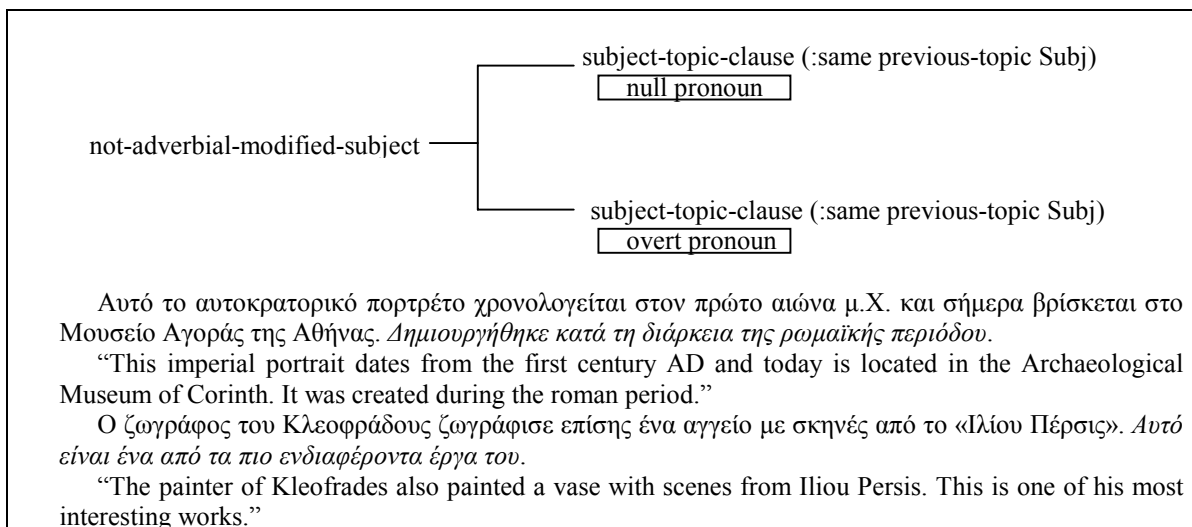 subject-topic-clause (:same previous-topic Subj)
null pronoun
not-adverbial-modified-subject
subject-topic-clause (:same previous-topic Subj)
overt pronoun
Αυτό το αυτοκρατορικό πορτρέτο χρονολογείται στον πρώτο αιώνα μ.Χ. και σήμερα βρίσκεται στο
Μουσείο Αγοράς της Αθήνας. Δημιουργήθηκε κατά τη διάρκεια της ρωμαϊκής περιόδου.
“This imperial portrait dates from the first century AD and today is located in the Archaeological
Museum of Corinth. It was created during the roman period.”
Ο ζωγράφος του Κλεοφράδους ζωγράφισε επίσης ένα αγγείο με σκηνές από το «Ιλίου Πέρσις». Αυτό
είναι ένα από τα πιο ενδιαφέροντα έργα του.
“The painter of Kleofrades also painted a vase with scenes from Iliou Persis. This is one of his most
interesting works.”